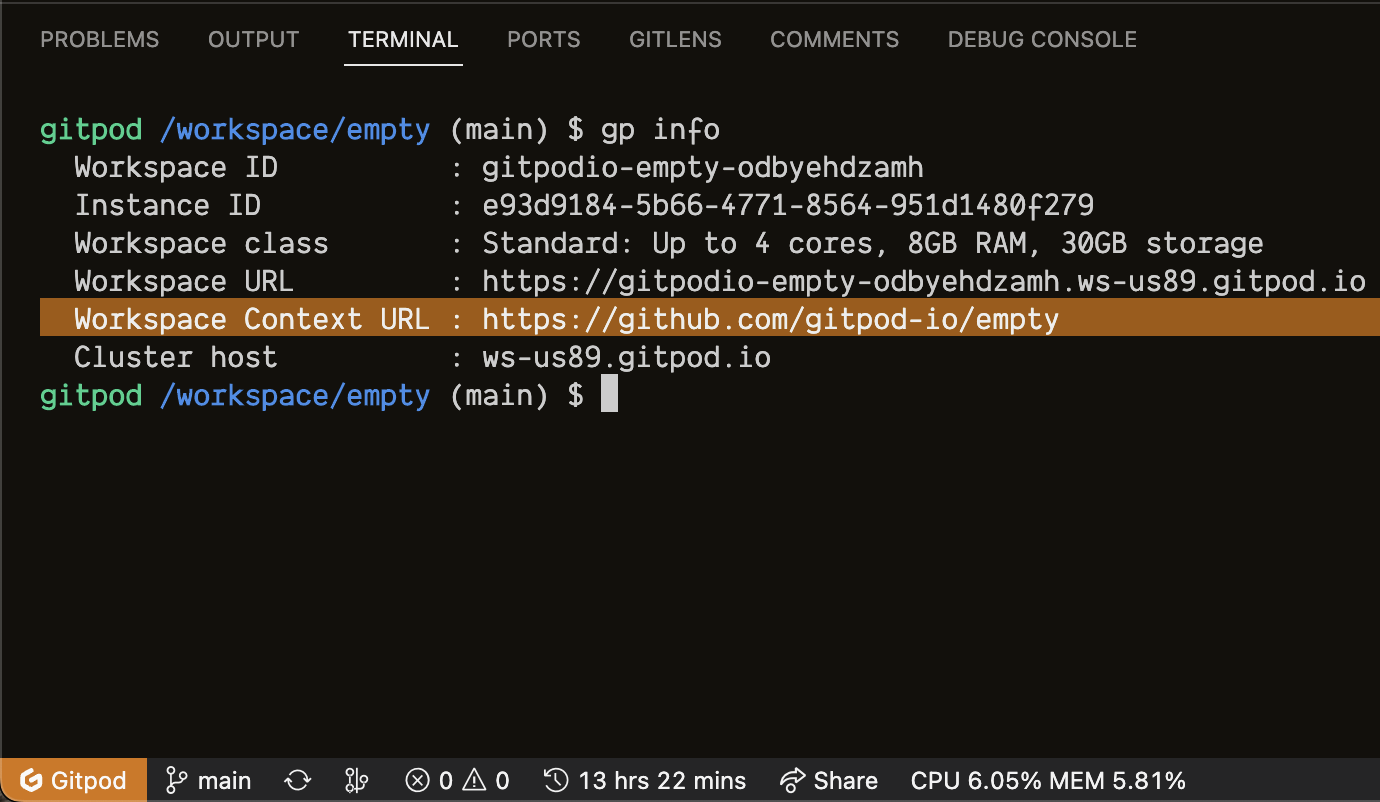 PROBLEMS OUTPUT TERMINAL PORTS GITLENS COMMENTS DEBUG CONSOLE
gitpod /workspace/empty (main) $ gp info
Workspace ID : gitpodio-empty-odbyehdzamh
Instance ID : e93d9184-5b66-4771-8564-951d1480f279
Workspace class : Standard: Up to 4 cores, 8GB RAM, 30GB storage
Workspace URL : https://gitpodio-empty-odbyehdzamh.ws-us89.gitpod.io
Workspace Context URL : https://github.com/gitpod-io/empty
Cluster host : ws-us89.gitpod.io
gitpod /workspace/empty (main) $
Gitpod main 0 0 13 hrs 22 mins Share CPU 6.05% MEM 5.81%